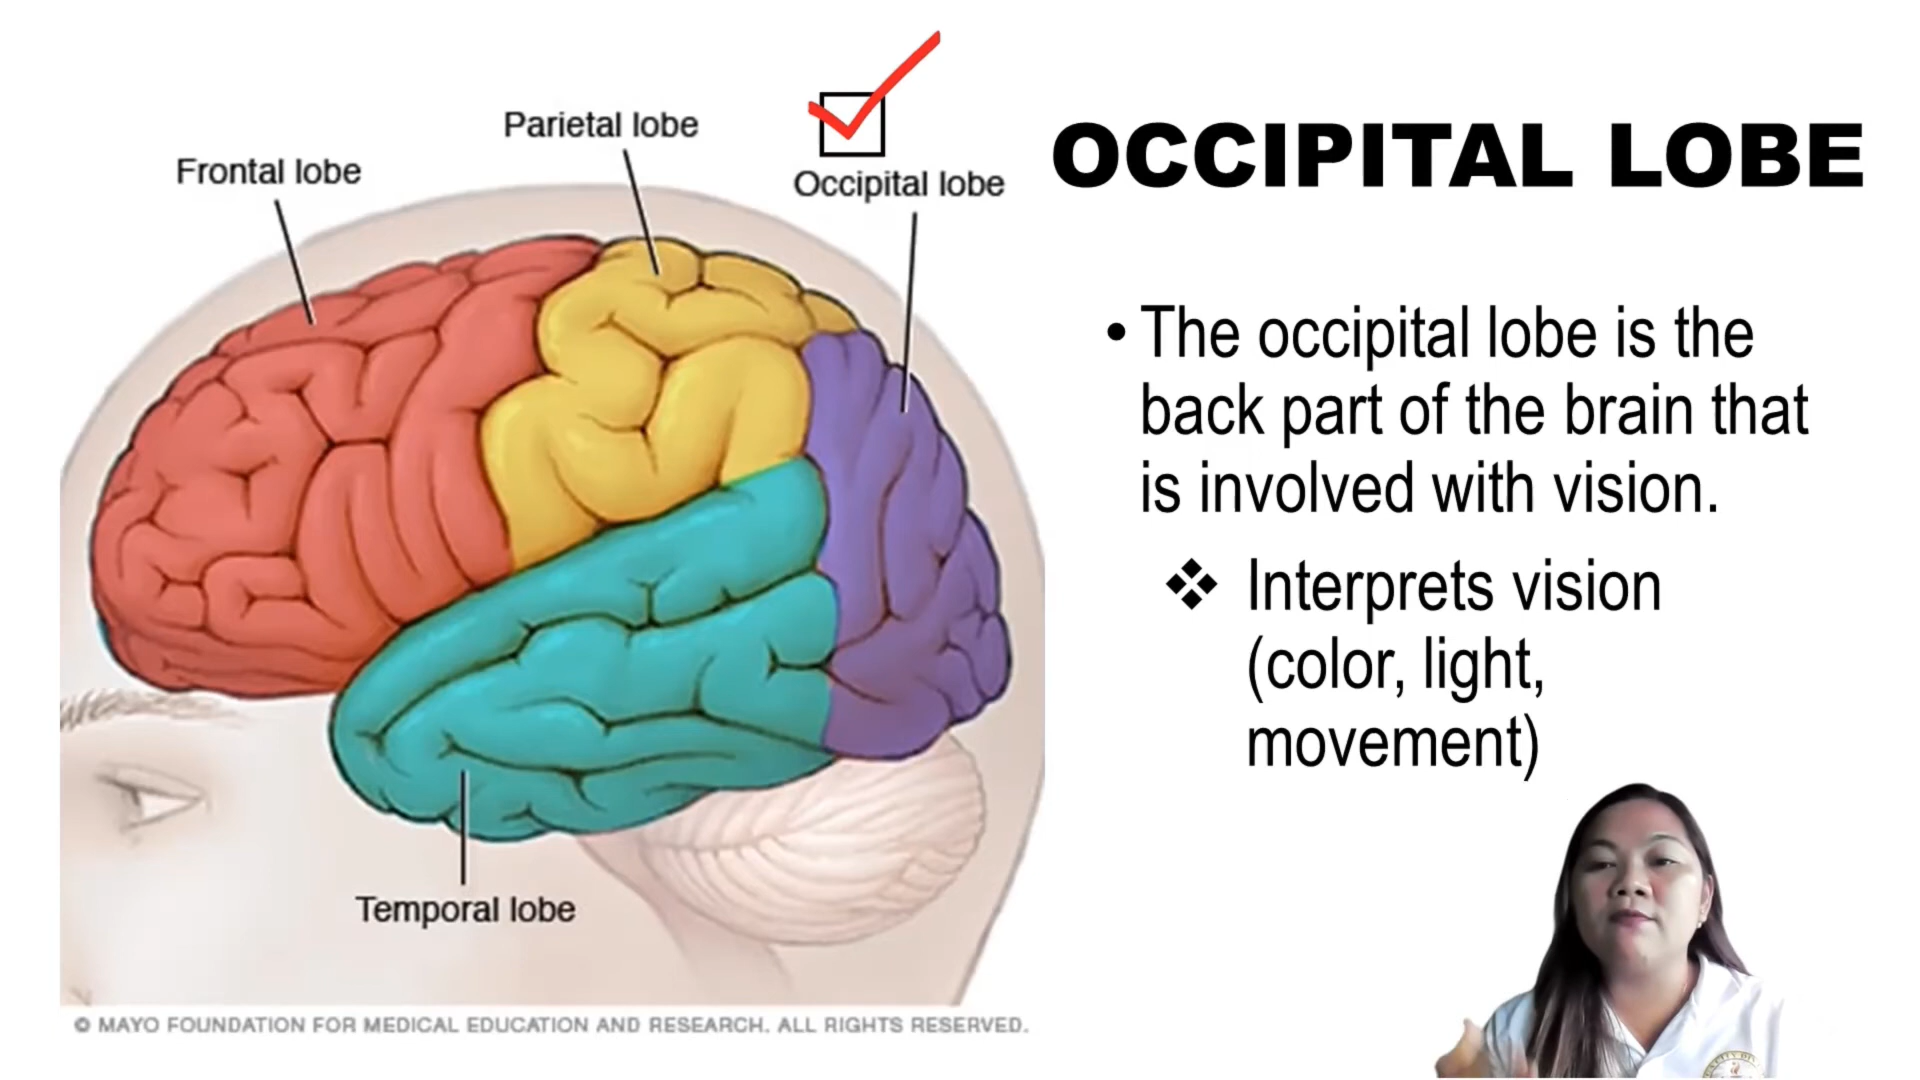 Parietal lobe
Frontal lobe
Occipital lobe
Temporal lobe
© MAYO FOUNDATION FOR MEDICAL EDUCATION AND RESEARCH. ALL RIGHTS RESERVED.
OCCIPITAL LOBE
• The occipital lobe is the
back part of the brain that
is involved with vision.
❖ Interprets vision
(color, light,
movement)